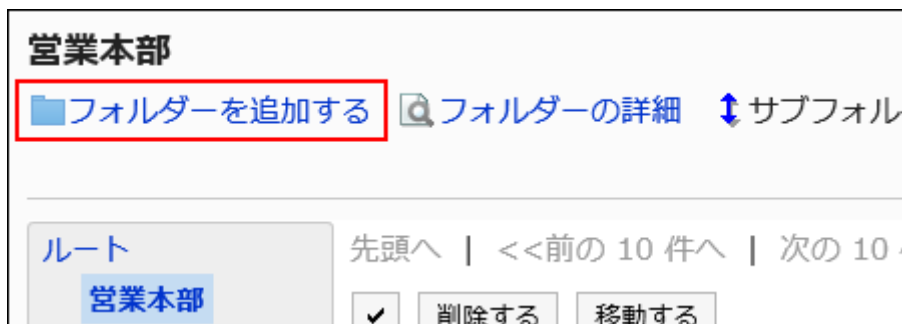 営業本部
フォルダーを追加する フォルダーの詳細 サブフォル
ルート 先頭へ | <<前の 10 件へ | 次の 10
営業本部 削除する 移動する